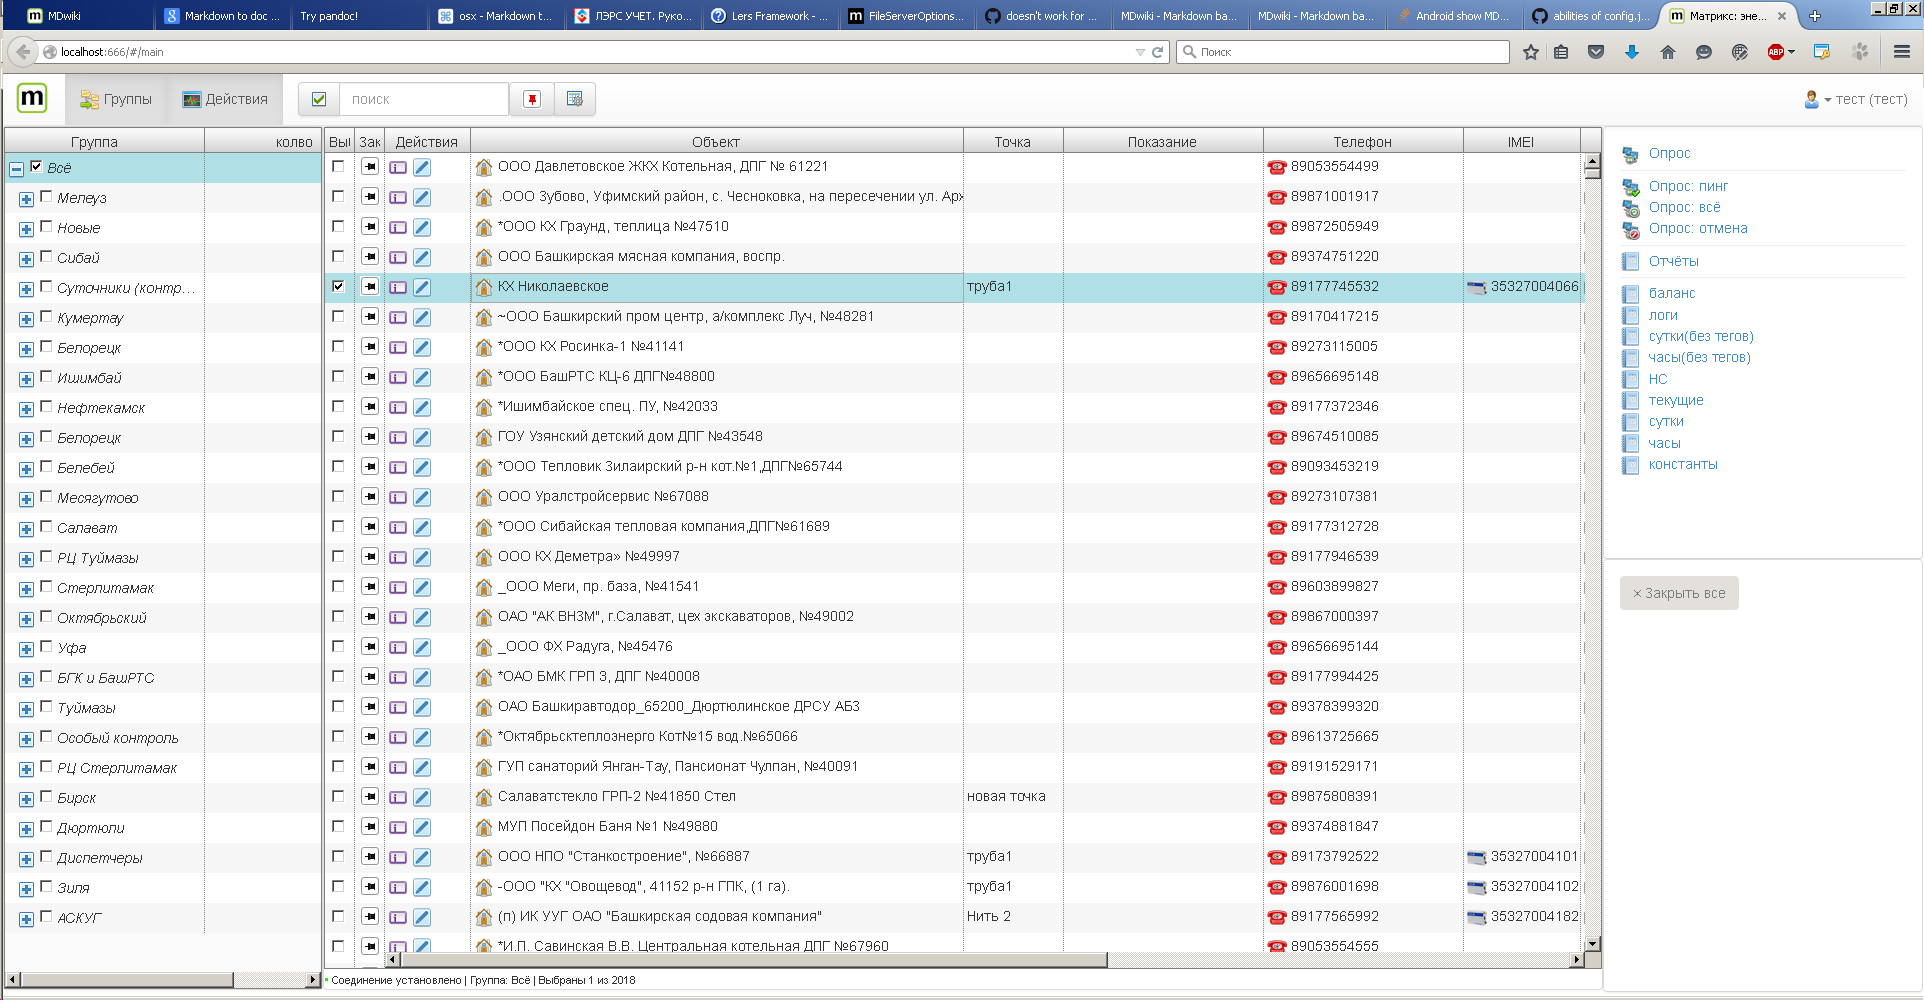 MDwiki
Markdown to doc ...
Try pandoc!
osx - Markdown t...
ЛЭРС УЧЕТ. Руко...
Lers Framework - ...
FileServerOptions...
doesn't work for ...
MDwiki - Markdown ba...
MDwiki - Markdown ba...
Android show MD...
abilities of config.j...
Матрикс: эне...
localhost:666/#/main
Поиск
ABP
m
Группы
Действия
поиск
тест (тест)
Группа
колво
Всё
Мелеуз
Новые
Сибай
Суточники (контр...
Кумертау
Белорецк
Ишимбай
Нефтекамск
Белорецк
Белебей
Месягутово
Салават
РЦ Туймазы
Стерлитамак
Октябрьский
Уфа
БГК и БашРТС
Туймазы
Особый контроль
РЦ Стерлитамак
Бирск
Дюртюли
Диспетчеры
Зиля
АСКУГ
Выl Зак Действия Объект Точка Показание Телефон IMEI
ООО Давлетовское ЖКХ Котельная, ДПГ № 61221 89053554499
.ООО Зубово, Уфимский район, с. Чесноковка, на пересечении ул. Арх 89871001917
*ООО КХ Граунд, теплица №47510 89872505949
ООО Башкирская мясная компания, воспр. 89374751220
КХ Николаевское труба1 89177745532 35327004066
~ООО Башкирский пром центр, а/комплекс Луч, №48281 89170417215
*ООО КХ Росинка-1 №41141 89273115005
*ООО БашРТС КЦ-6 ДПГ№48800 89656695148
*Ишимбайское спец. ПУ, №42033 89177372346
ГОУ Узянский детский дом ДПГ №43548 89674510085
*ООО Тепловик Зилаирский р-н кот.№1,ДПГ№65744 89093453219
ООО Уралстройсервис №67088 89273107381
*ООО Сибайская тепловая компания,ДПГ№61689 89177312728
ООО КХ Деметра» №49997 89177946539
_ООО Меги, пр. база, №41541 89603899827
ОАО "АК ВНЗМ", г.Салават, цех экскаваторов, №49002 89867000397
_ООО ФХ Радуга, №45476 89656695144
*ОАО БМК ГРП 3, ДПГ №40008 89177994425
ОАО Башкиравтодор_65200_Дюртюлинское ДРСУ АБЗ 89378399320
*Октябрьсктеплоэнерго Кот№15 вод.№65066 89613725665
ГУП санаторий Янган-Тау, Пансионат Чулпан, №40091 89191529171
Салаватстекло ГРП-2 №41850 Стел новая точка 89875808391
МУП Посейдон Баня №1 №49880 89374881847
ООО НПО "Станкостроение", №66887 труба1 89173792522 35327004101
-ООО "КХ "Овощевод", 41152 р-н ГПК, (1 га). труба1 89876001698 35327004102
(п) ИК УУГ ОАО "Башкирская содовая компания" Нить 2 89177565992 35327004182
*И.П. Савинская В.В. Центральная котельная ДПГ №67960 89053554555
Соединение установлено | Группа: Всё | Выбраны 1 из 2018
Опрос
Опрос: пинг
Опрос: всё
Опрос: отмена
Отчёты
баланс
логи
сутки(без тегов)
часы(без тегов)
НС
текущие
сутки
часы
константы
× Закрыть все